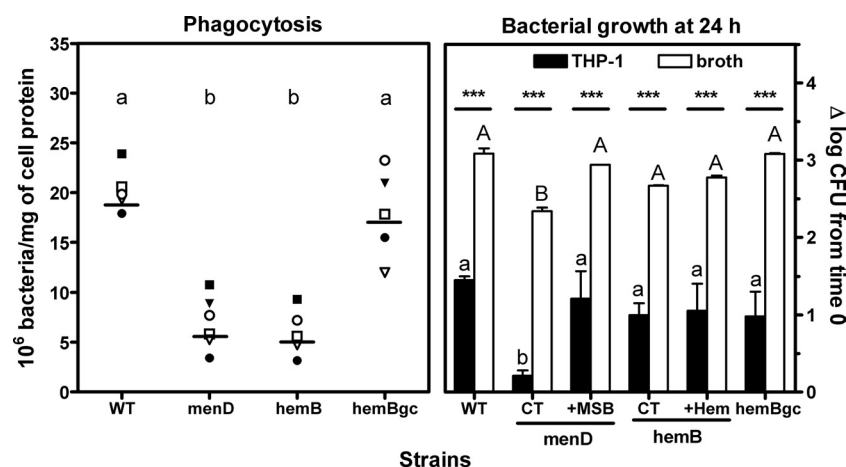 Phagocytosis
10⁶ bacteria/mg of cell protein
35
30
25
20
15
10
5
0
a b b a
WT menD hemB hemBgc
Bacterial growth at 24 h
THP-1 broth
*** *** *** *** *** ***
A B A A A A
a b a a a a
4
3
2
1
0
Δ log CFU from time 0
WT CT +MSB CT +Hem hemBgc
menD hemB
Strains